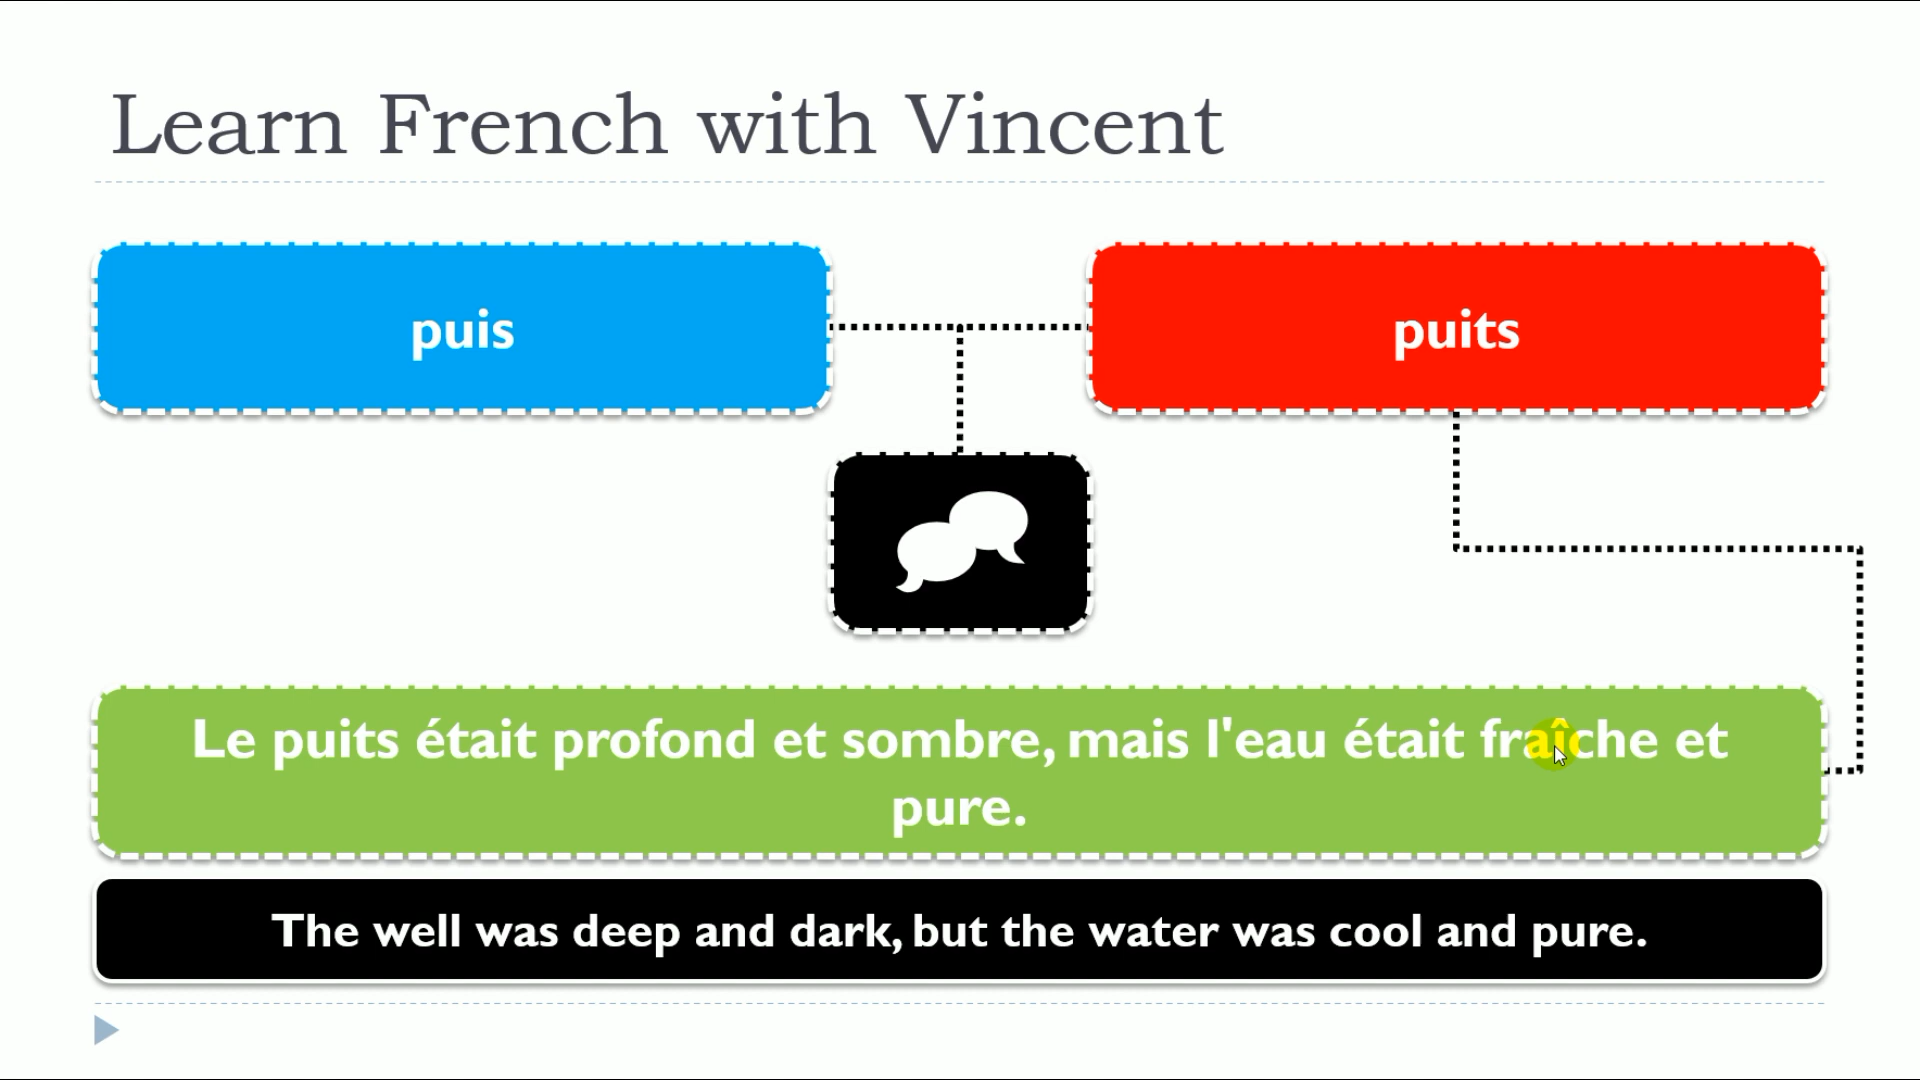 Learn French with Vincent
puis
puits
Le puits était profond et sombre, mais l'eau était fraîche et
pure.
The well was deep and dark, but the water was cool and pure.